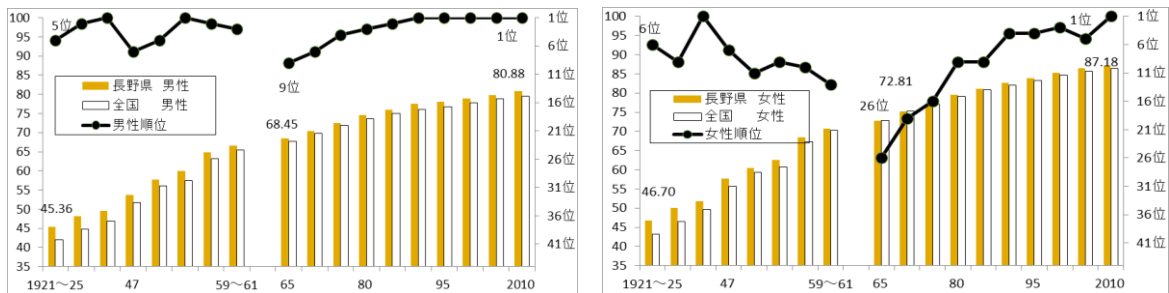 100
95
90
85
80
75
70
65
60
55
50
45
40
35
1位
6位
11位
16位
21位
26位
31位
36位
41位
5位
9位
1位
80.88
68.45
45.36
長野県 男性
全国 男性
男性順位
1921～25 47 59～61 65 80 95 2010
100
95
90
85
80
75
70
65
60
55
50
45
40
35
1位
6位
11位
16位
21位
26位
31位
36位
41位
6位
1位
87.18
72.81
26位
46.70
長野県 女性
全国 女性
女性順位
1921～25 47 59～61 65 80 95 2010